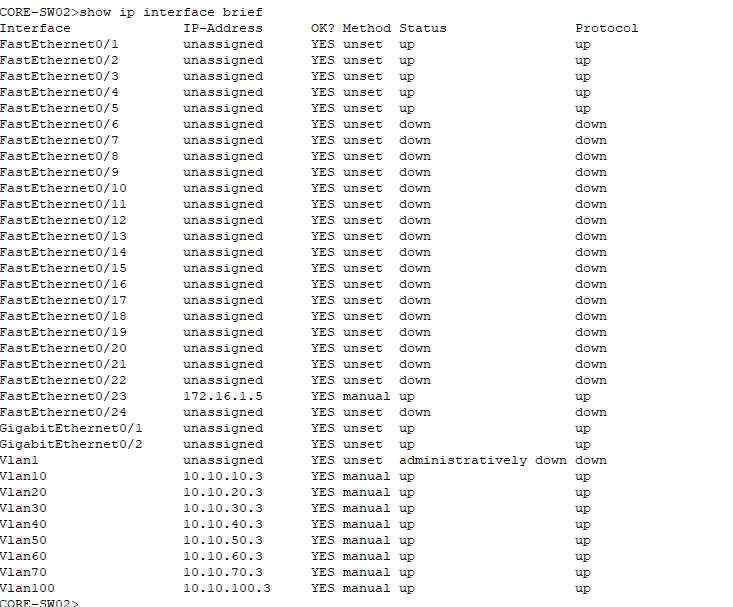 CORE-SW02>show ip interface brief
Interface              IP-Address      OK? Method Status                Protocol
FastEthernet0/1        unassigned      YES unset  up                    up
FastEthernet0/2        unassigned      YES unset  up                    up
FastEthernet0/3        unassigned      YES unset  up                    up
FastEthernet0/4        unassigned      YES unset  up                    up
FastEthernet0/5        unassigned      YES unset  up                    up
FastEthernet0/6        unassigned      YES unset  down                  down
FastEthernet0/7        unassigned      YES unset  down                  down
FastEthernet0/8        unassigned      YES unset  down                  down
FastEthernet0/9        unassigned      YES unset  down                  down
FastEthernet0/10       unassigned      YES unset  down                  down
FastEthernet0/11       unassigned      YES unset  down                  down
FastEthernet0/12       unassigned      YES unset  down                  down
FastEthernet0/13       unassigned      YES unset  down                  down
FastEthernet0/14       unassigned      YES unset  down                  down
FastEthernet0/15       unassigned      YES unset  down                  down
FastEthernet0/16       unassigned      YES unset  down                  down
FastEthernet0/17       unassigned      YES unset  down                  down
FastEthernet0/18       unassigned      YES unset  down                  down
FastEthernet0/19       unassigned      YES unset  down                  down
FastEthernet0/20       unassigned      YES unset  down                  down
FastEthernet0/21       unassigned      YES unset  down                  down
FastEthernet0/22       unassigned      YES unset  down                  down
FastEthernet0/23       172.16.1.5      YES manual up                    up
FastEthernet0/24       unassigned      YES unset  down                  down
GigabitEthernet0/1     unassigned      YES unset  up                    up
GigabitEthernet0/2     unassigned      YES unset  up                    up
Vlan1                  unassigned      YES unset  administratively down down
Vlan10                 10.10.10.3      YES manual up                    up
Vlan20                 10.10.20.3      YES manual up                    up
Vlan30                 10.10.30.3      YES manual up                    up
Vlan40                 10.10.40.3      YES manual up                    up
Vlan50                 10.10.50.3      YES manual up                    up
Vlan60                 10.10.60.3      YES manual up                    up
Vlan70                 10.10.70.3      YES manual up                    up
Vlan100                10.10.100.3     YES manual up                    up
CORE-SW02>